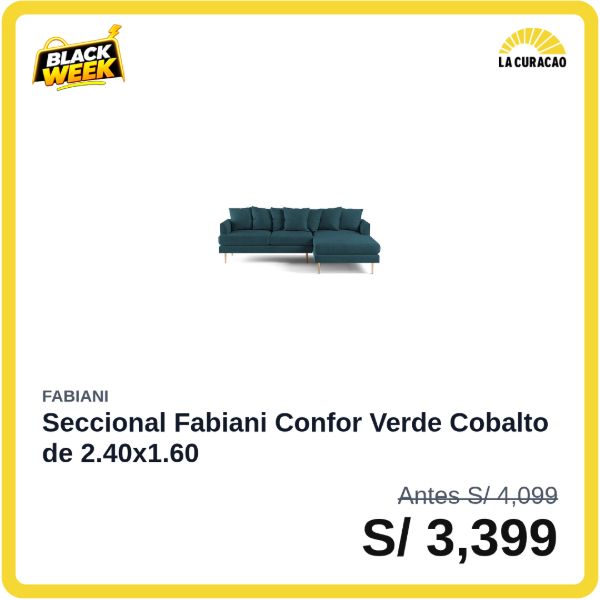 BLACK
WEEK
LA CURACAO
FABIANI
Seccional Fabiani Confor Verde Cobalto
de 2.40x1.60
Antes S/ 4,099
S/ 3,399